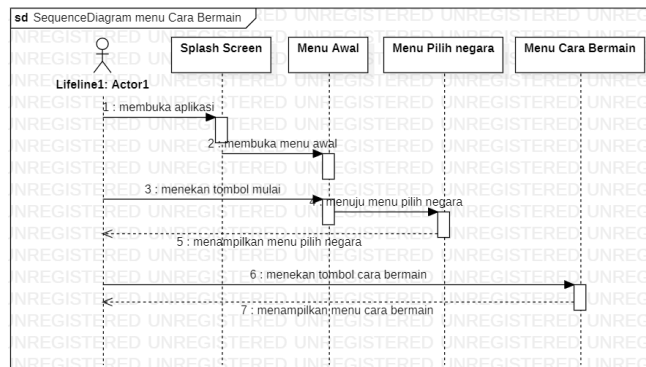 sd SequenceDiagram menu Cara Bermain
Splash Screen
Menu Awal
Menu Pilih negara
Menu Cara Bermain
Lifeline1: Actor1
1 : membuka aplikasi
2 : membuka menu awal
3 : menekan tombol mulai
4 : menuju menu pilih negara
5 : menampilkan menu pilih negara
6 : menekan tombol cara bermain
7 : menampilkan menu cara bermain
UNREGISTERED